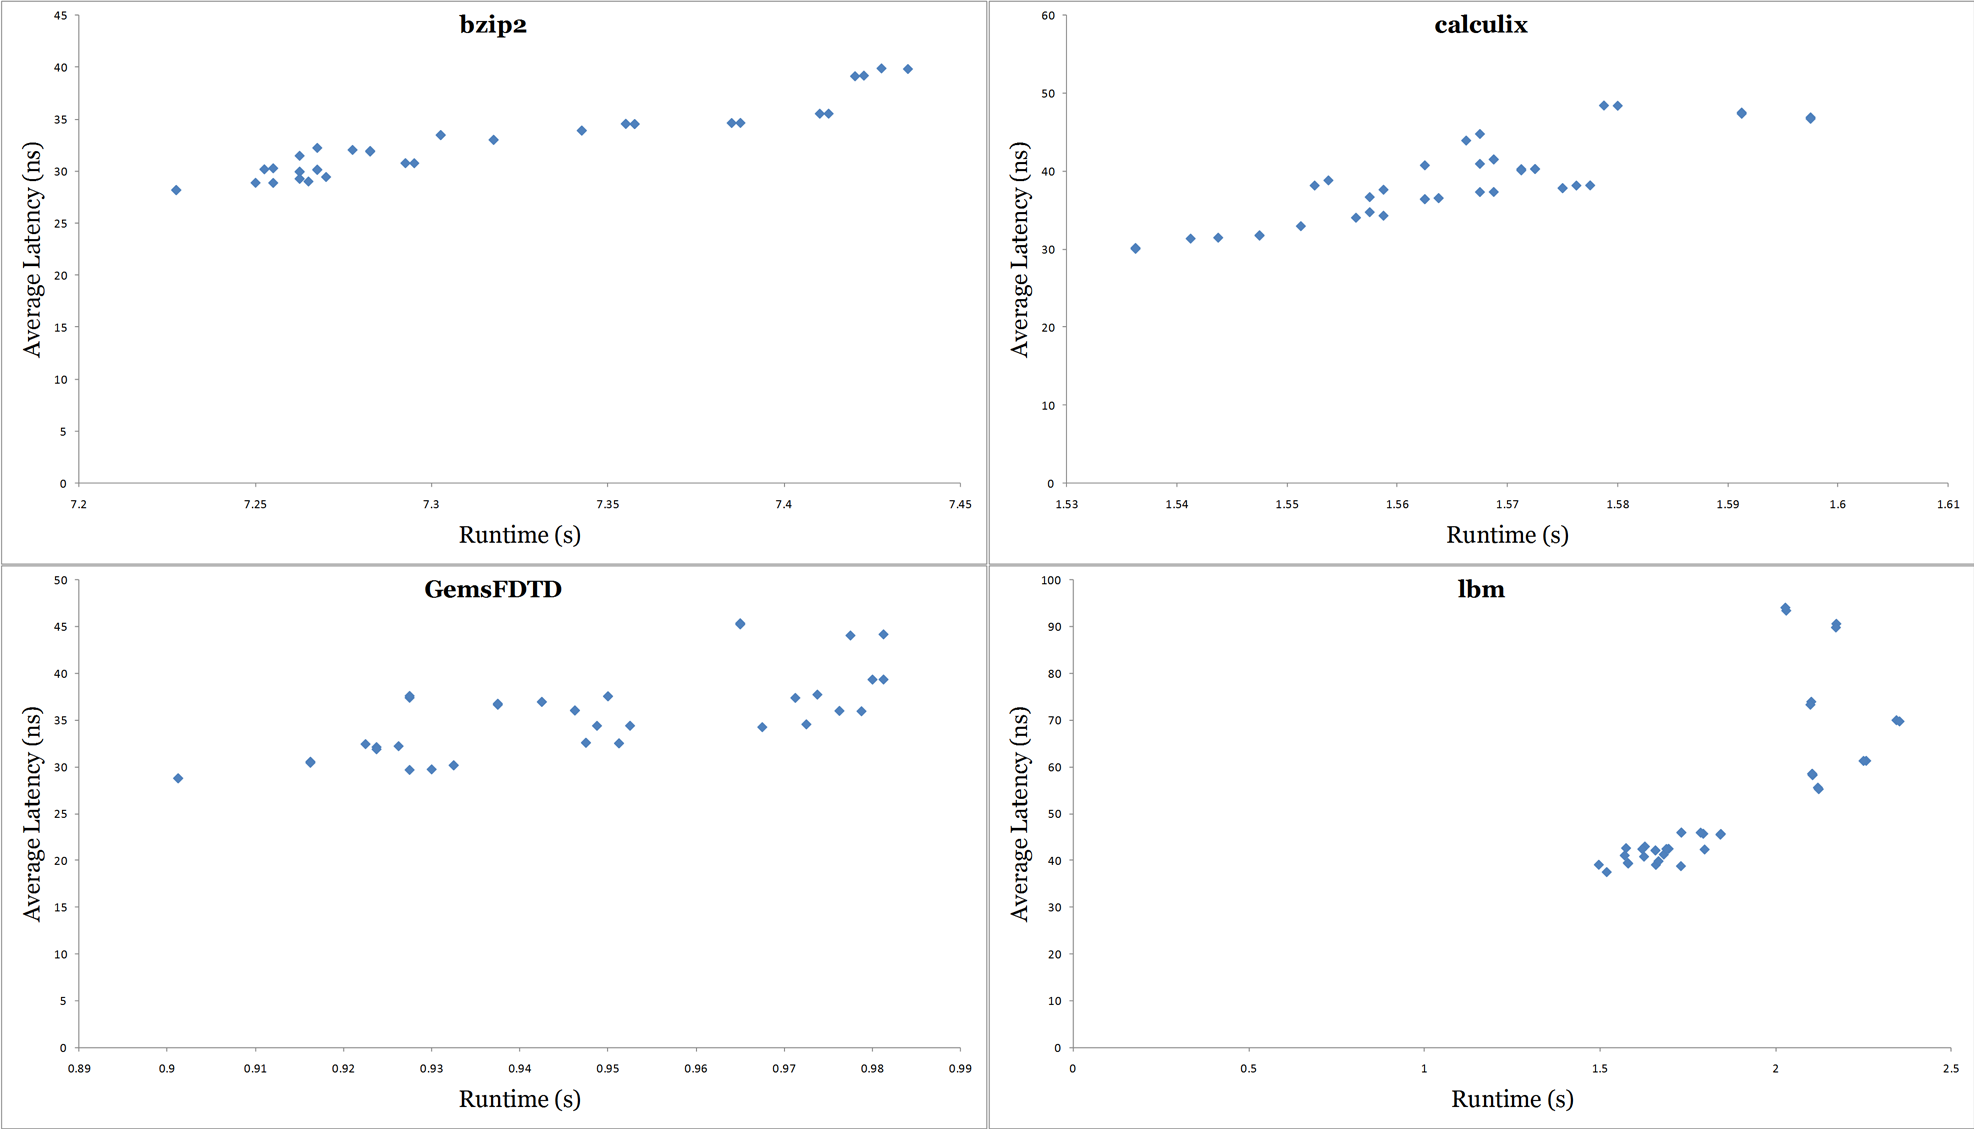 bzip2
Average Latency (ns)
45
40
35
30
25
20
15
10
5
0
7.2 7.25 7.3 7.35 7.4 7.45
Runtime (s)
calculix
Average Latency (ns)
60
50
40
30
20
10
0
1.53 1.54 1.55 1.56 1.57 1.58 1.59 1.6 1.61
Runtime (s)
GemsFDTD
Average Latency (ns)
50
45
40
35
30
25
20
15
10
5
0
0.89 0.9 0.91 0.92 0.93 0.94 0.95 0.96 0.97 0.98 0.99
Runtime (s)
lbm
Average Latency (ns)
100
90
80
70
60
50
40
30
20
10
0
0 0.5 1 1.5 2 2.5
Runtime (s)